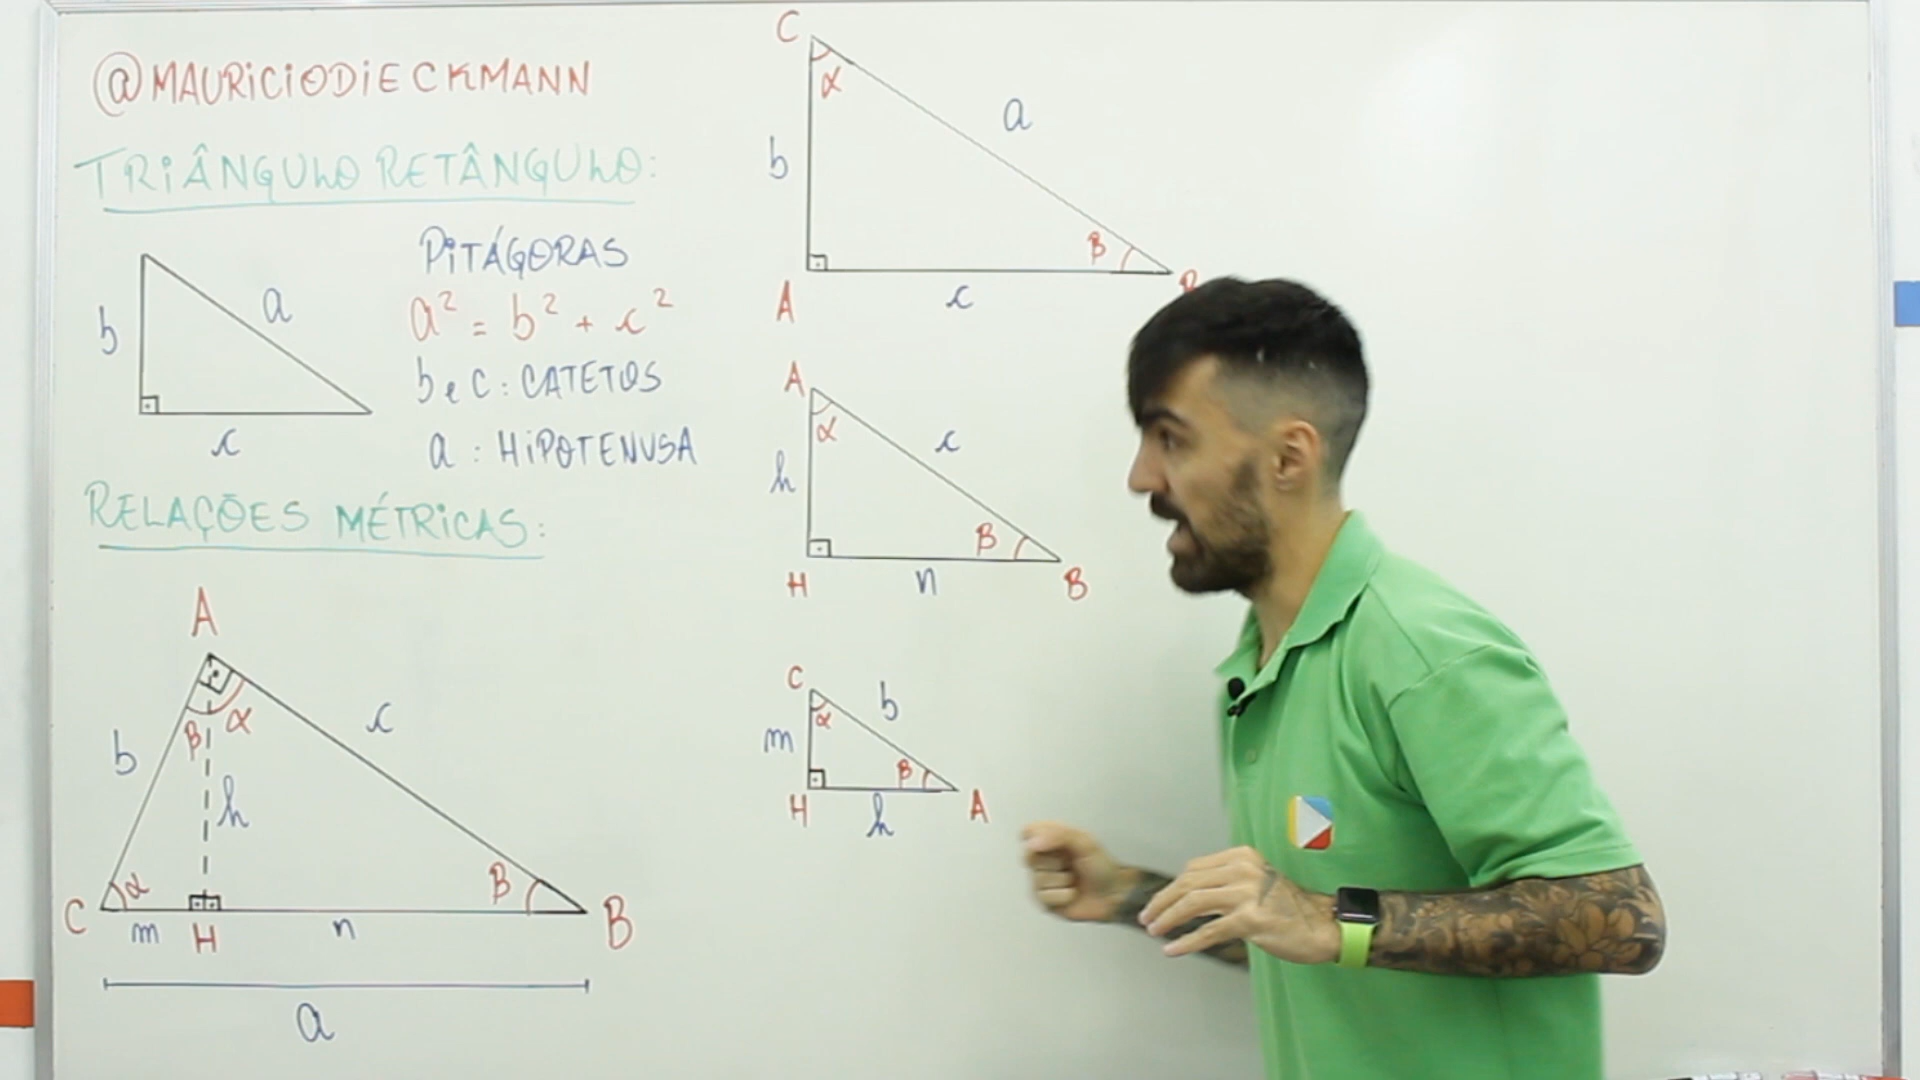 @MAURICIODIECKMANN
TRIÂNGULO RETÂNGULO:
b
a
c
PITÁGORAS
a² = b² + c²
b e c: CATETOS
a : HIPOTENUSA
RELAÇÕES MÉTRICAS:
A
b
c
β α
h
C α
β B
m H n
a
C
α
a
b
β
A
c
A
α
c
h
β
H
n
B
C
α
b
m
β
H
h
A